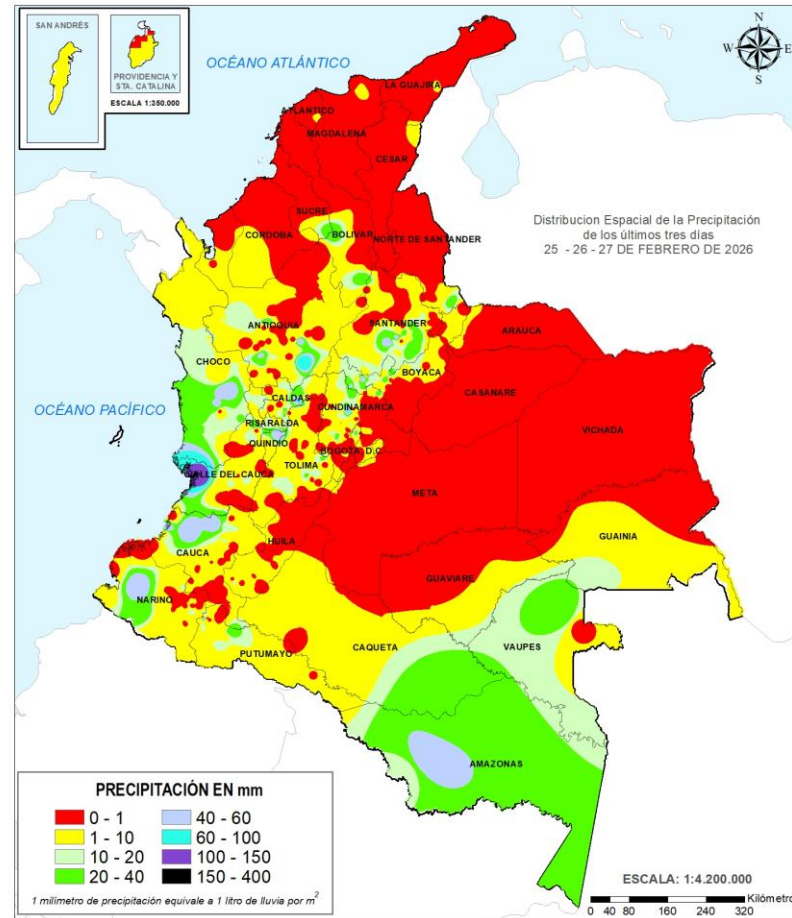 SAN ANDRÉS
PROVIDENCIA Y
STA. CATALINA
ESCALA 1:350.000
OCÉANO ATLÁNTICO
N
W
E
S
LA GUAJIRA
ATLANTICO
MAGDALENA
CESAR
Distribucion Espacial de la Precipitación
de los últimos tres días
25 - 26 - 27 DE FEBRERO DE 2026
SUCRE
CORDOBA
BOLIVAR
NORTE DE SANTANDER
ANTIOQUIA
SANTANDER
ARAUCA
CHOCO
BOYACA
CASANARE
OCÉANO PACÍFICO
CALDAS
CUNDINAMARCA
RISARALDA
VICHADA
QUINDIO
BOGOTA, D.C.
TOLIMA
VALLE DEL CAUCA
META
HUILA
GUAINIA
CAUCA
GUAVIARE
NARIÑO
CAQUETA
VAUPES
PUTUMAYO
AMAZONAS
PRECIPITACIÓN EN mm
0 - 1
40 - 60
1 - 10
60 - 100
10 - 20
100 - 150
20 - 40
150 - 400
1 milímetro de precipitación equivale a 1 litro de lluvia por m²
ESCALA: 1:4.200.000
Kilómetro
0 40 80 160 240 320